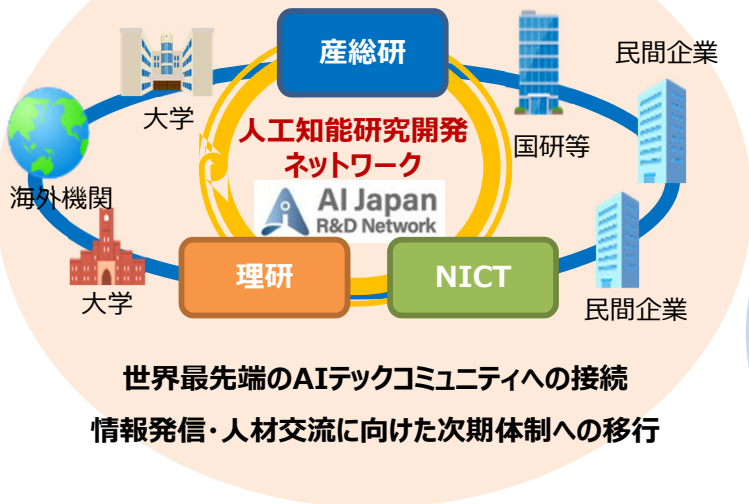 産総研
民間企業
大学
人工知能研究開発
ネットワーク
国研等
海外機関
AI Japan
R&D Network
理研
NICT
大学
民間企業
世界最先端のAIテックコミュニティへの接続
情報発信・人材交流に向けた次期体制への移行